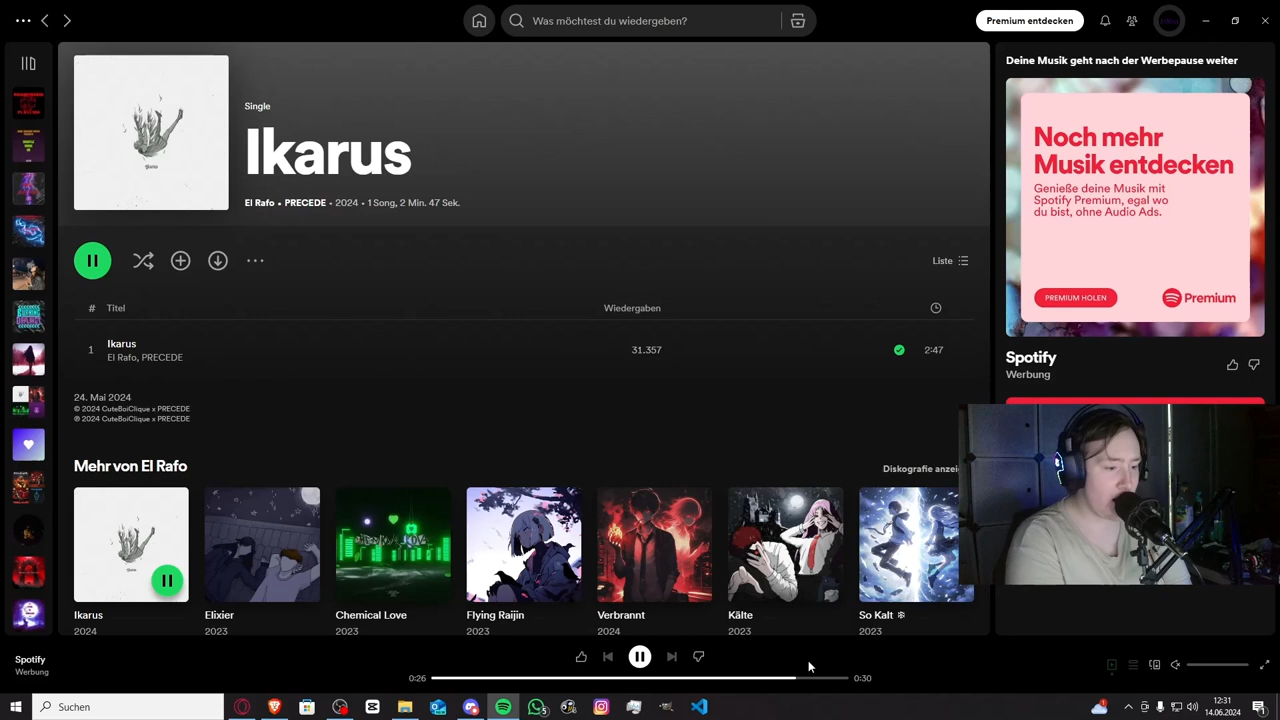 Was möchtest du wiedergeben?
Premium entdecken
Single
Ikarus
El Rafo • PRECEDE • 2024 • 1 Song, 2 Min. 47 Sek.
Liste
# Titel Wiedergaben
1 Ikarus 31.357 2:47
El Rafo, PRECEDE
24. Mai 2024
© 2024 CuteBoiClique x PRECEDE
℗ 2024 CuteBoiClique x PRECEDE
Mehr von El Rafo
Diskografie anzei
Ikarus
2024
Elixier
2023
Chemical Love
2023
Flying Raijin
2023
Verbrannt
2024
Kälte
2023
So Kalt ❄
2023
Deine Musik geht nach der Werbepause weiter
Noch mehr
Musik entdecken
Genieße deine Musik mit
Spotify Premium, egal wo
du bist, ohne Audio Ads.
PREMIUM HOLEN
Premium
Spotify
Werbung
Spotify
Werbung
0:26
0:30
Suchen
5
1
12:31
14.06.2024
1